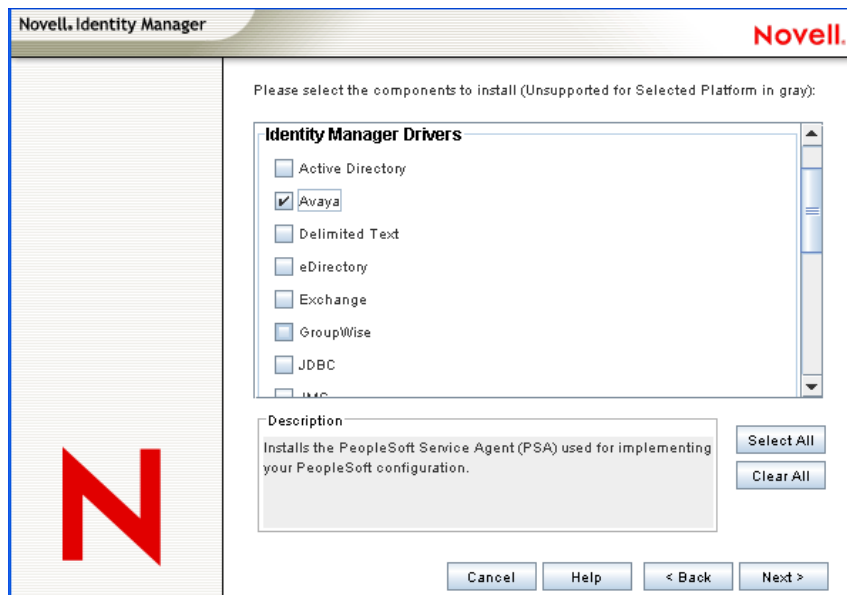 Novell. Identity Manager
Novell.
Please select the components to install (Unsupported for Selected Platform in gray):
Identity Manager Drivers
Active Directory
Avaya
Delimited Text
eDirectory
Exchange
GroupWise
JDBC
Description
Installs the PeopleSoft Service Agent (PSA) used for implementing
your PeopleSoft configuration.
Select All
Clear All
N
Cancel
Help
< Back
Next >